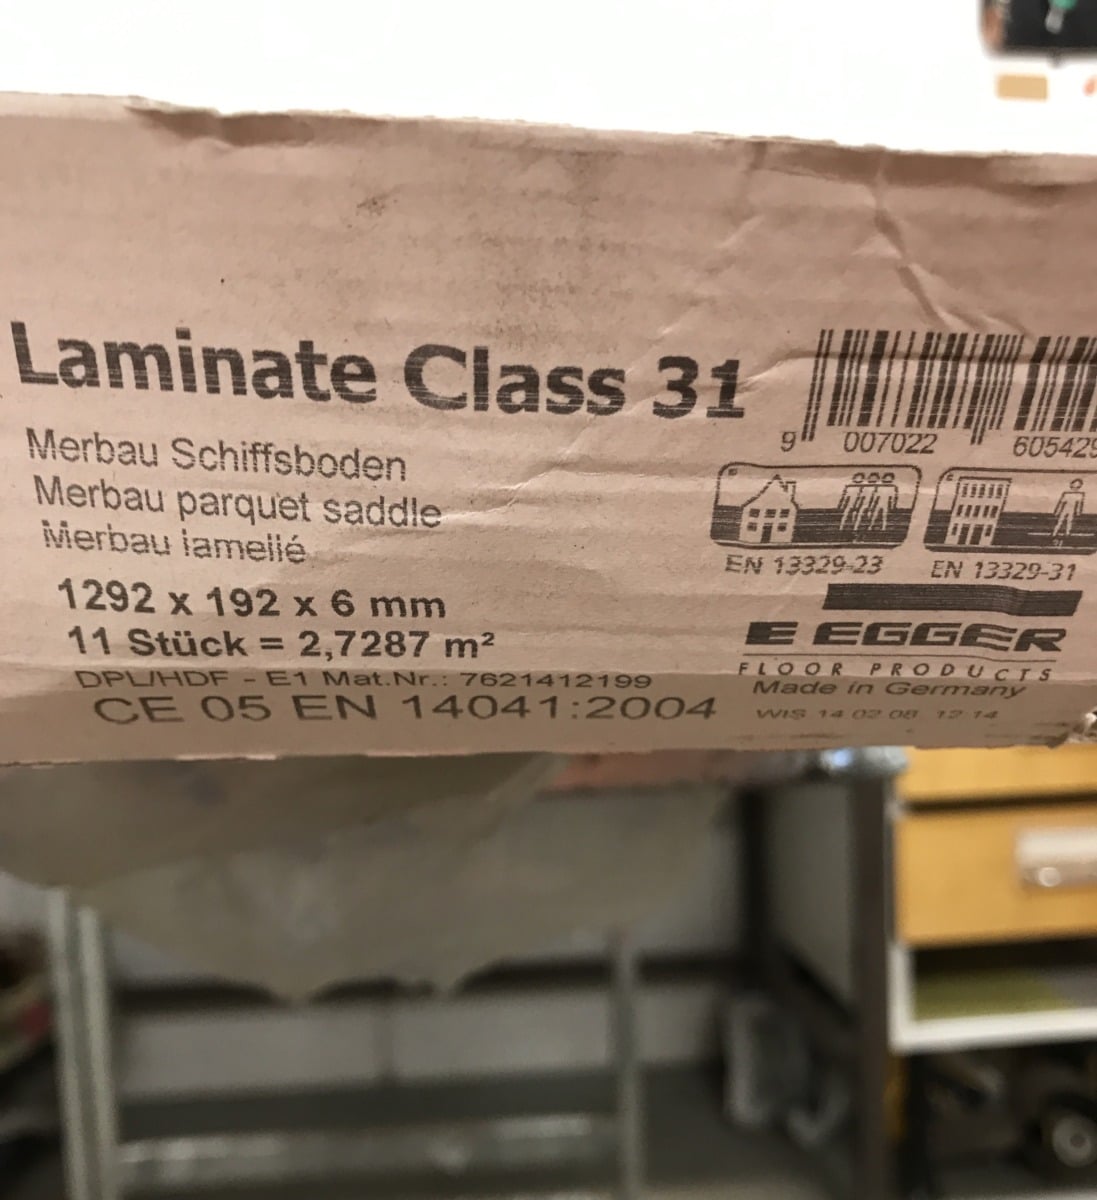 Laminate Class 31
Merbau Schiffsboden
Merbau parquet saddle
Merbau lamellé
1292 x 192 x 6 mm
11 Stück = 2,7287 m²
DPL/HDF - E1 Mat.Nr.: 7621412199
CE 05 EN 14041:2004
9 007022 605429
EN 13329-23
EN 13329-31
E EGGER
FLOOR PRODUCTS
Made in Germany
WIS 14 02 08 12 14